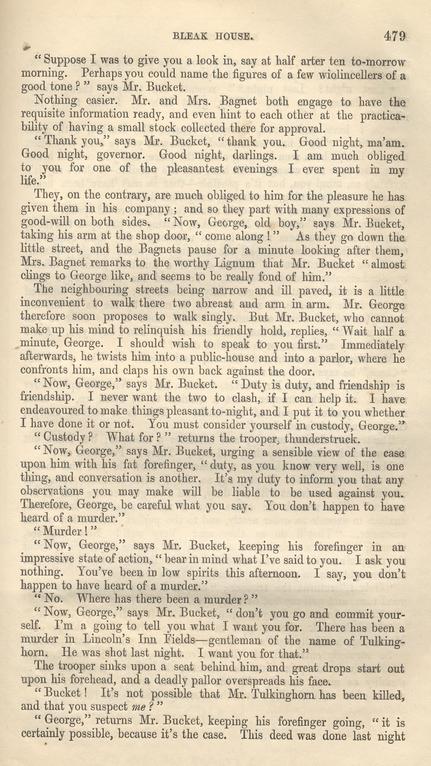 BLEAK HOUSE. 479
“Suppose I was to give you a look in, say at half arter ten to-morrow
morning. Perhaps you could name the figures of a few wiolincellers of a
good tone?” says Mr. Bucket.
Nothing easier. Mr. and Mrs. Bagnet both engage to have the
requisite information ready, and even hint to each other at the practica-
bility of having a small stock collected there for approval.
“Thank you,” says Mr. Bucket, “thank you. Good night, ma’am.
Good night, governor. Good night, darlings. I am much obliged
to you for one of the pleasantest evenings I ever spent in my
life.”
They, on the contrary, are much obliged to him for the pleasure he has
given them in his company; and so they part with many expressions of
good-will on both sides. “Now, George, old boy,” says Mr. Bucket,
taking his arm at the shop door, “come along!” As they go down the
little street, and the Bagnets pause for a minute looking after them,
Mrs. Bagnet remarks to the worthy Lignum that Mr. Bucket “almost
clings to George like, and seems to be really fond of him.”
The neighbouring streets being narrow and ill paved, it is a little
inconvenient to walk there two abreast and arm in arm. Mr. George
therefore soon proposes to walk singly. But Mr. Bucket, who cannot
make up his mind to relinquish his friendly hold, replies, “Wait half a
minute, George. I should wish to speak to you first.” Immediately
afterwards, he twists him into a public-house and into a parlor, where he
confronts him, and claps his own back against the door.
“Now, George,” says Mr. Bucket. “Duty is duty, and friendship is
friendship. I never want the two to clash, if I can help it. I have
endeavoured to make things pleasant to-night, and I put it to you whether
I have done it or not. You must consider yourself in custody, George.”
“Custody? What for?” returns the trooper, thunderstruck.
“Now, George,” says Mr. Bucket, urging a sensible view of the case
upon him with his fat forefinger, “duty, as you know very well, is one
thing, and conversation is another. It’s my duty to inform you that any
observations you may make will be liable to be used against you.
Therefore, George, be careful what you say. You don’t happen to have
heard of a murder.”
“Murder!”
“Now, George,” says Mr. Bucket, keeping his forefinger in an
impressive state of action, “bear in mind what I’ve said to you. I ask you
nothing. You’ve been in low spirits this afternoon. I say, you don’t
happen to have heard of a murder.”
“No. Where has there been a murder?”
“Now, George,” says Mr. Bucket, “don’t you go and commit your-
self. I’m a going to tell you what I want you for. There has been a
murder in Lincoln’s Inn Fields—gentleman of the name of Tulking-
horn. He was shot last night. I want you for that.”
The trooper sinks upon a seat behind him, and great drops start out
upon his forehead, and a deadly pallor overspreads his face.
“Bucket! It’s not possible that Mr. Tulkinghorn has been killed,
and that you suspect me?”
“George,” returns Mr. Bucket, keeping his forefinger going, “it is
certainly possible, because it’s the case. This deed was done last night